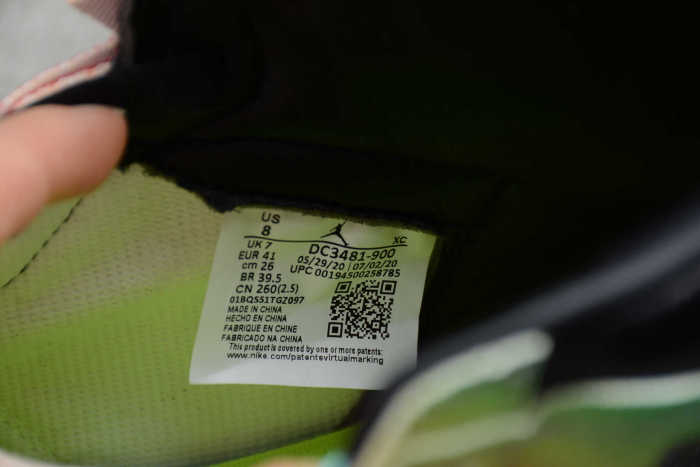 US
8
XC
UK 7
DC3481-900
EUR 41
05/29/20 | 07/02/20
cm 26
UPC 00194500258785
BR 39.5
CN 260(2.5)
01BQS51TGZ097
MADE IN CHINA
HECHO EN CHINA
FABRIQUE EN CHINE
FABRICADO NA CHINA
This product is covered by one or more patents:
www.nike.com/patentsvirtualmarking